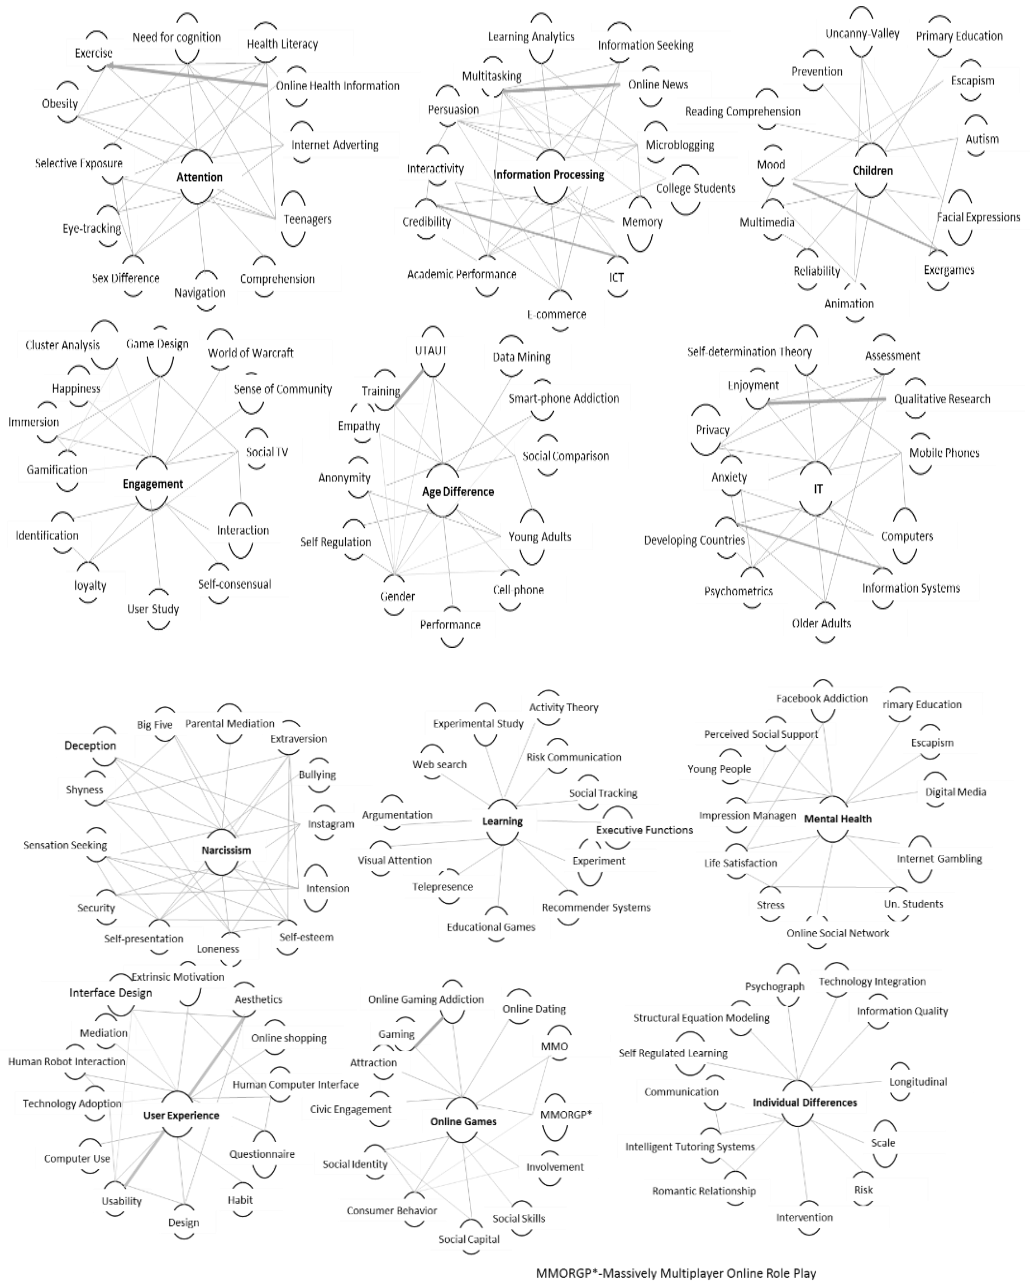 Need for cognition
Health Literacy
Exercise
Online Health Information
Obesity
Internet Adverting
Selective Exposure
Attention
Teenagers
Eye-tracking
Sex Difference
Navigation
Comprehension
Learning Analytics
Information Seeking
Multitasking
Online News
Persuasion
Microblogging
Interactivity
Information Processing
College Students
Credibility
Memory
Academic Performance
ICT
E-commerce
Uncanny-Valley
Primary Education
Prevention
Escapism
Reading Comprehension
Autism
Mood
Children
Multimedia
Facial Expressions
Reliability
Exergames
Animation
Cluster Analysis
Game Design
World of Warcraft
Happiness
Sense of Community
Immersion
Social TV
Gamification
Engagement
Identification
Interaction
loyalty
Self-consensual
User Study
UTAUT
Data Mining
Training
Smart-phone Addiction
Empathy
Social Comparison
Anonymity
Age Difference
Self Regulation
Young Adults
Gender
Cell phone
Performance
Self-determination Theory
Assessment
Enjoyment
Qualitative Research
Privacy
Mobile Phones
Anxiety
IT
Developing Countries
Computers
Psychometrics
Information Systems
Older Adults
Big Five
Parental Mediation
Extraversion
Deception
Bullying
Shyness
Instagram
Sensation Seeking
Narcissism
Intension
Security
Self-presentation
Self-esteem
Loneness
Activity Theory
Experimental Study
Risk Communication
Web search
Social Tracking
Argumentation
Learning
Executive Functions
Visual Attention
Experiment
Telepresence
Recommender Systems
Educational Games
Facebook Addiction
rimary Education
Perceived Social Support
Escapism
Young People
Digital Media
Impression Managen
Mental Health
Life Satisfaction
Internet Gambling
Stress
Un. Students
Online Social Network
Extrinsic Motivation
Interface Design
Aesthetics
Mediation
Online shopping
Human Robot Interaction
Human Computer Interface
Technology Adoption
User Experience
Computer Use
Questionnaire
Usability
Habit
Design
Online Gaming Addiction
Online Dating
Gaming
MMO
Attraction
Civic Engagement
MMORGP*
Online Games
Social Identity
Involvement
Consumer Behavior
Social Skills
Social Capital
Psychograph
Technology Integration
Structural Equation Modeling
Information Quality
Self Regulated Learning
Longitudinal
Communication
Individual Differences
Intelligent Tutoring Systems
Scale
Romantic Relationship
Risk
Intervention
MMORGP*-Massively Multiplayer Online Role Play